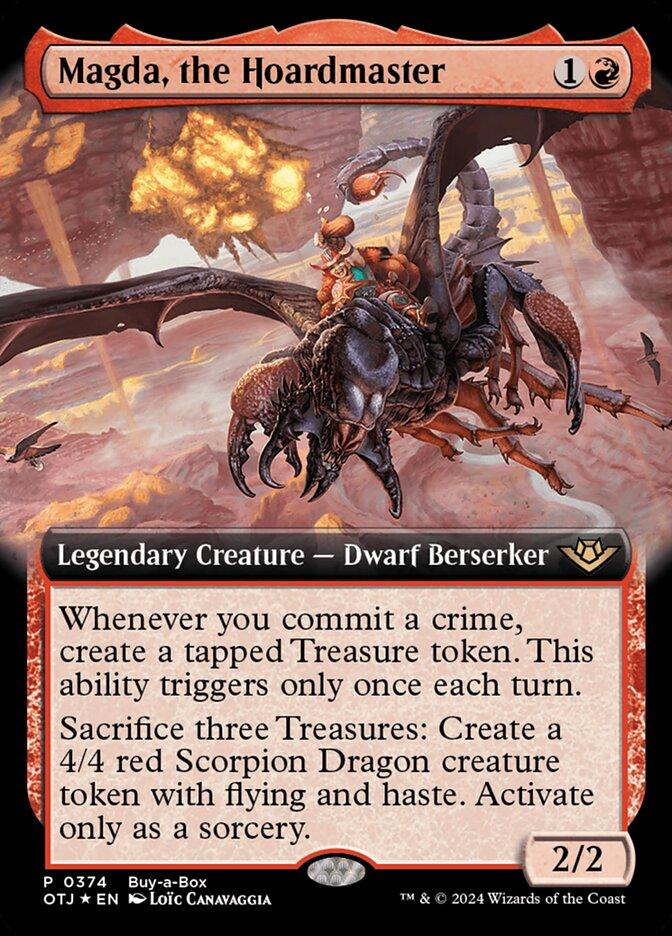 Magda, the Hoardmaster 1
Legendary Creature — Dwarf Berserker
Whenever you commit a crime,
create a tapped Treasure token. This
ability triggers only once each turn.
Sacrifice three Treasures: Create a
4/4 red Scorpion Dragon creature
token with flying and haste. Activate
only as a sorcery.
2/2
P 0374 Buy-a-Box
OTJ ★ EN Loïc Canavaggia
™ & © 2024 Wizards of the Coast